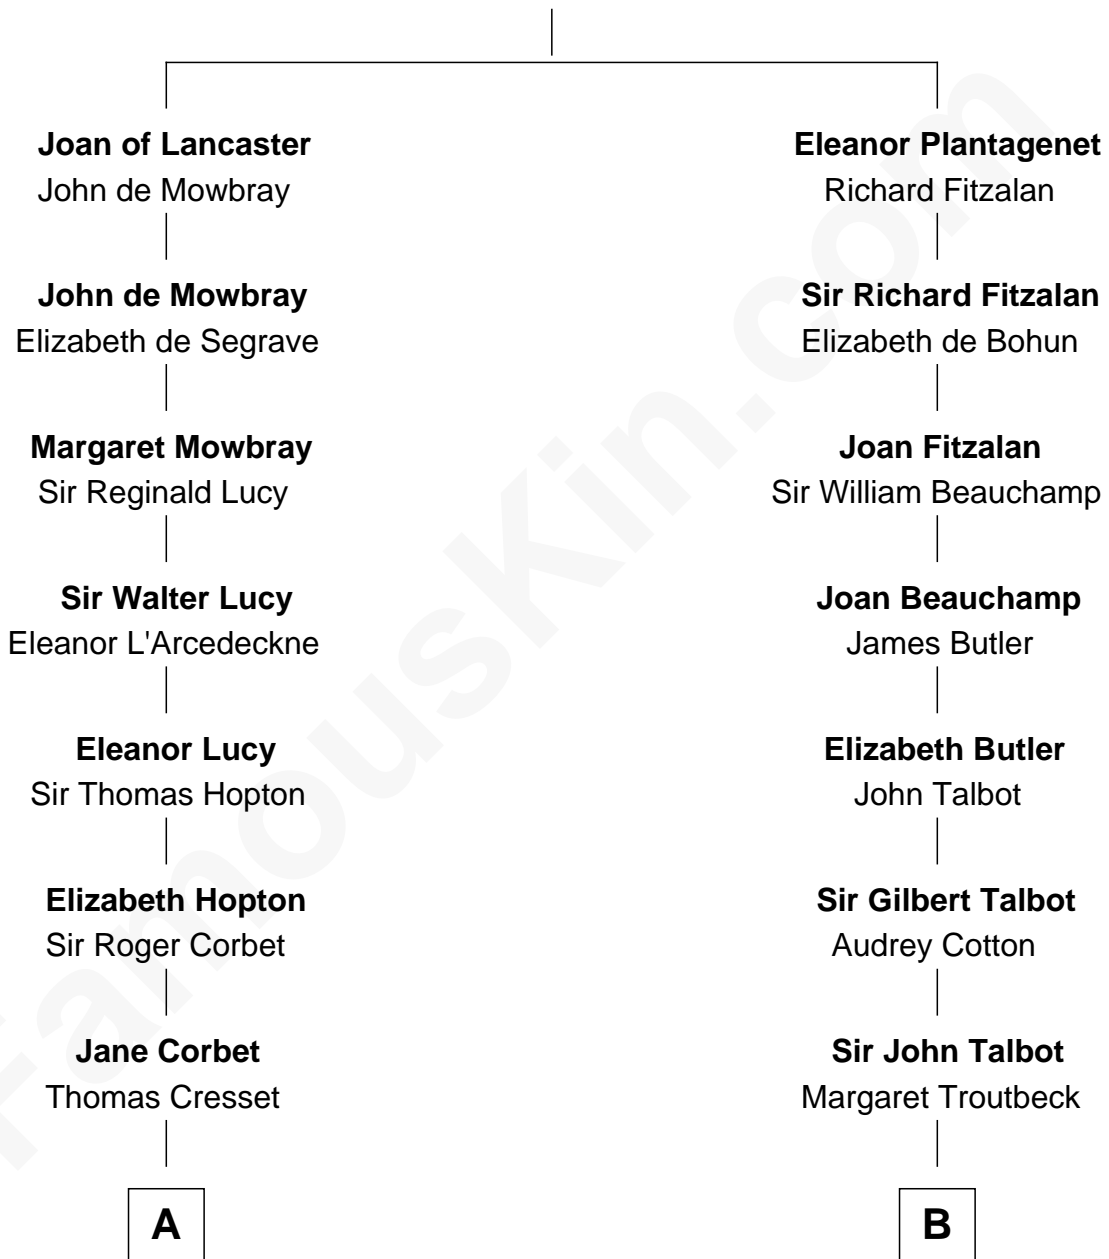 Joan of Lancaster
John de Mowbray
John de Mowbray
Elizabeth de Segrave
Margaret Mowbray
Sir Reginald Lucy
Sir Walter Lucy
Eleanor L'Arcedeckne
Eleanor Lucy
Sir Thomas Hopton
Elizabeth Hopton
Sir Roger Corbet
Jane Corbet
Thomas Cresset
A
Eleanor Plantagenet
Richard Fitzalan
Sir Richard Fitzalan
Elizabeth de Bohun
Joan Fitzalan
Sir William Beauchamp
Joan Beauchamp
James Butler
Elizabeth Butler
John Talbot
Sir Gilbert Talbot
Audrey Cotton
Sir John Talbot
Margaret Troutbeck
B
FamousKin.com